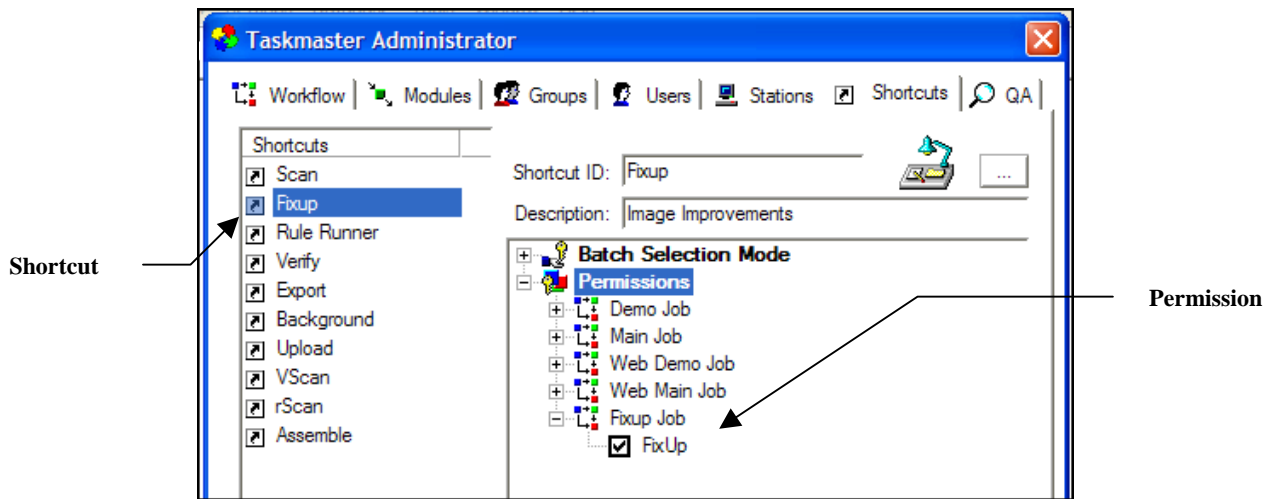 Taskmaster Administrator
Workflow Modules Groups Users Stations Shortcuts QA
Shortcuts
Scan
Fixup
Rule Runner
Verify
Export
Background
Upload
VScan
rScan
Assemble
Shortcut ID: Fixup ...
Description: Image Improvements
Batch Selection Mode
Permissions
Demo Job
Main Job
Web Demo Job
Web Main Job
Fixup Job
FixUp
Shortcut
Permission